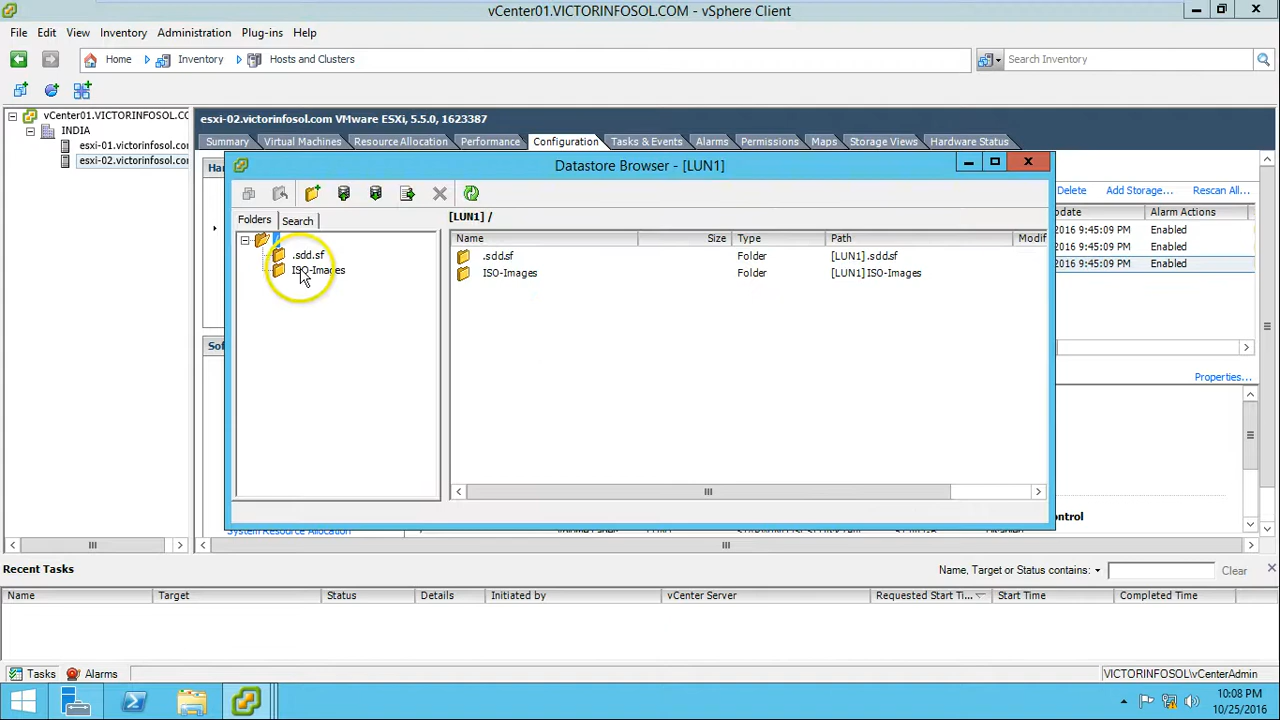 vCenter01.VICTORINFOSOL.COM - vSphere Client
File Edit View Inventory Administration Plug-ins Help
Home Inventory Hosts and Clusters Search Inventory
vCenter01.VICTORINFOSOL.CC
INDIA
esxi-01.victorinfosol.com
esxi-02.victorinfosol.com
esxi-02.victorinfosol.com VMware ESXi, 5.5.0, 1623387
Summary Virtual Machines Resource Allocation Performance Configuration Tasks & Events Alarms Permissions Maps Storage Views Hardware Status
Datastore Browser - [LUN1]
Delete Add Storage... Rescan All...
Folders Search
[LUN1] /
Name Size Type Path Modif
.sdd.sf Folder [LUN1] .sdd.sf
ISO-Images Folder [LUN1] ISO-Images
/
.sdd.sf
ISO-Images
pdate Alarm Actions
2016 9:45:09 PM Enabled
2016 9:45:09 PM Enabled
2016 9:45:09 PM Enabled
Properties...
System Resource Allocation
Recent Tasks
Name, Target or Status contains: Clear
Name Target Status Details Initiated by vCenter Server Requested Start Ti... Start Time Completed Time
Tasks Alarms
VICTORINFOSOL\vCenterAdmin
10:08 PM
10/25/2016